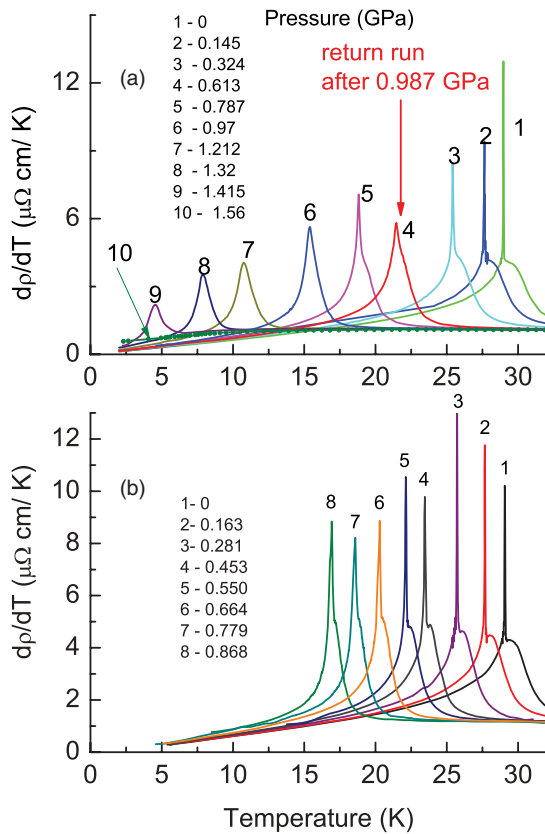 Pressure (GPa)
1 - 0
2 - 0.145
3 - 0.324
4 - 0.613
5 - 0.787
6 - 0.97
7 - 1.212
8 - 1.32
9 - 1.415
10 - 1.56
(a)
return run
after 0.987 GPa
1
2
3
4
5
6
7
8
9
10
dρ/dT (μΩ cm/ K)
12
6
0
0 5 10 15 20 25 30
(b)
1- 0
2 - 0.163
3- 0.281
4 - 0.453
5 - 0.550
6 - 0.664
7 - 0.779
8 - 0.868
3
2
1
5
4
6
7
8
dρ/dT (μΩ cm/ K)
12
10
8
6
4
2
0
0 5 10 15 20 25 30
Temperature (K)